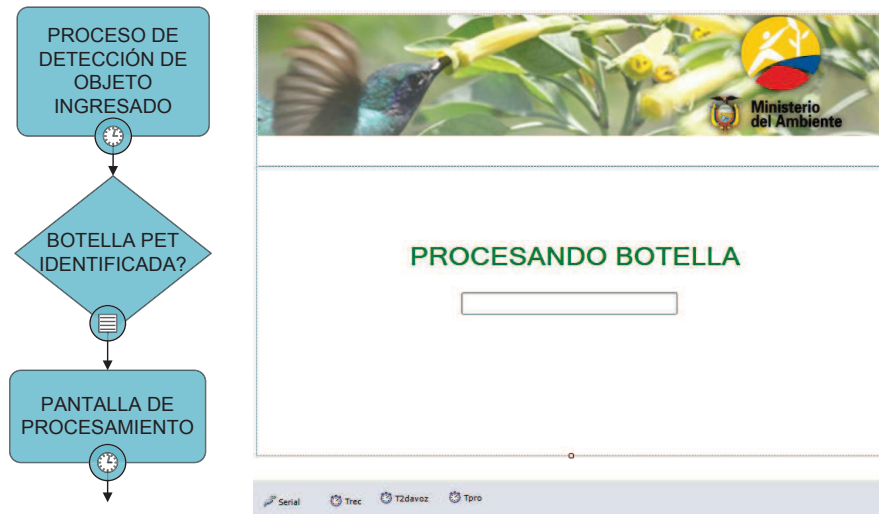 PROCESO DE
DETECCIÓN DE
OBJETO
INGRESADO
BOTELLA PET
IDENTIFICADA?
PANTALLA DE
PROCESAMIENTO
Ministerio
del Ambiente
PROCESANDO BOTELLA
Serial
Trec
T2davoz
Tpro